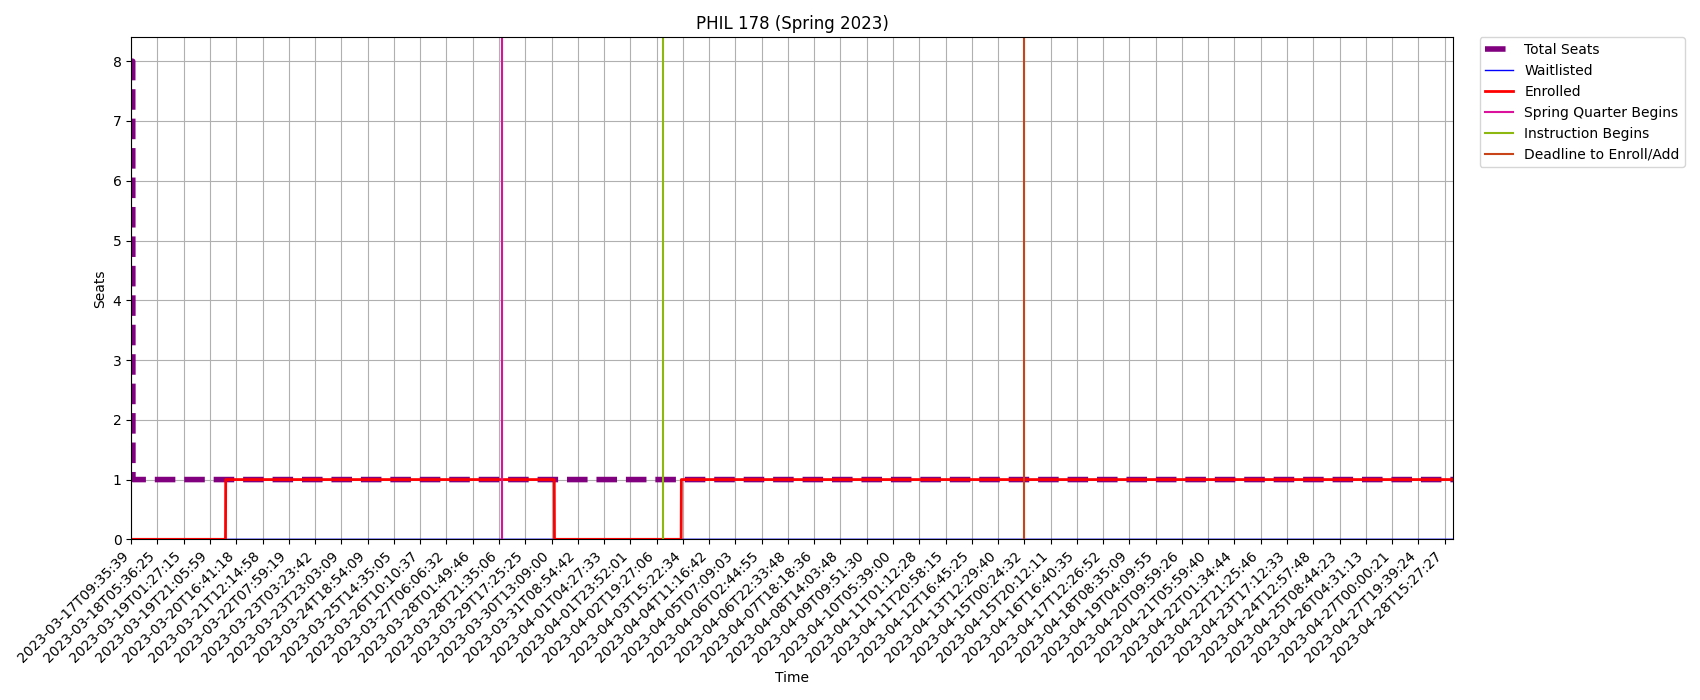 PHIL 178 (Spring 2023)
Total Seats
Waitlisted
Enrolled
Spring Quarter Begins
Instruction Begins
Deadline to Enroll/Add
Seats
8
7
6
5
4
3
2
1
0
2023-03-17T09:35:39
2023-03-18T05:36:25
2023-03-19T01:27:15
2023-03-19T21:05:59
2023-03-20T16:41:18
2023-03-21T12:14:58
2023-03-22T07:59:19
2023-03-23T03:23:42
2023-03-23T23:03:09
2023-03-24T18:54:09
2023-03-25T14:35:05
2023-03-26T10:10:37
2023-03-27T06:06:32
2023-03-28T01:49:46
2023-03-28T21:35:06
2023-03-29T17:25:25
2023-03-30T13:09:00
2023-03-31T08:54:42
2023-04-01T04:27:33
2023-04-01T23:52:01
2023-04-02T19:27:06
2023-04-03T15:22:34
2023-04-04T11:16:42
2023-04-05T07:09:03
2023-04-06T02:44:55
2023-04-06T22:33:48
2023-04-07T18:18:36
2023-04-08T14:03:48
2023-04-09T09:51:30
2023-04-10T05:39:00
2023-04-11T01:12:28
2023-04-11T20:58:15
2023-04-12T16:45:25
2023-04-13T12:29:40
2023-04-15T00:24:32
2023-04-15T20:12:11
2023-04-16T16:40:35
2023-04-17T12:26:52
2023-04-18T08:35:09
2023-04-19T04:09:55
2023-04-20T09:59:26
2023-04-21T05:59:40
2023-04-22T01:34:44
2023-04-22T21:25:46
2023-04-23T17:12:33
2023-04-24T12:57:48
2023-04-25T08:44:23
2023-04-26T04:31:13
2023-04-27T00:00:21
2023-04-27T19:39:24
2023-04-28T15:27:27
Time